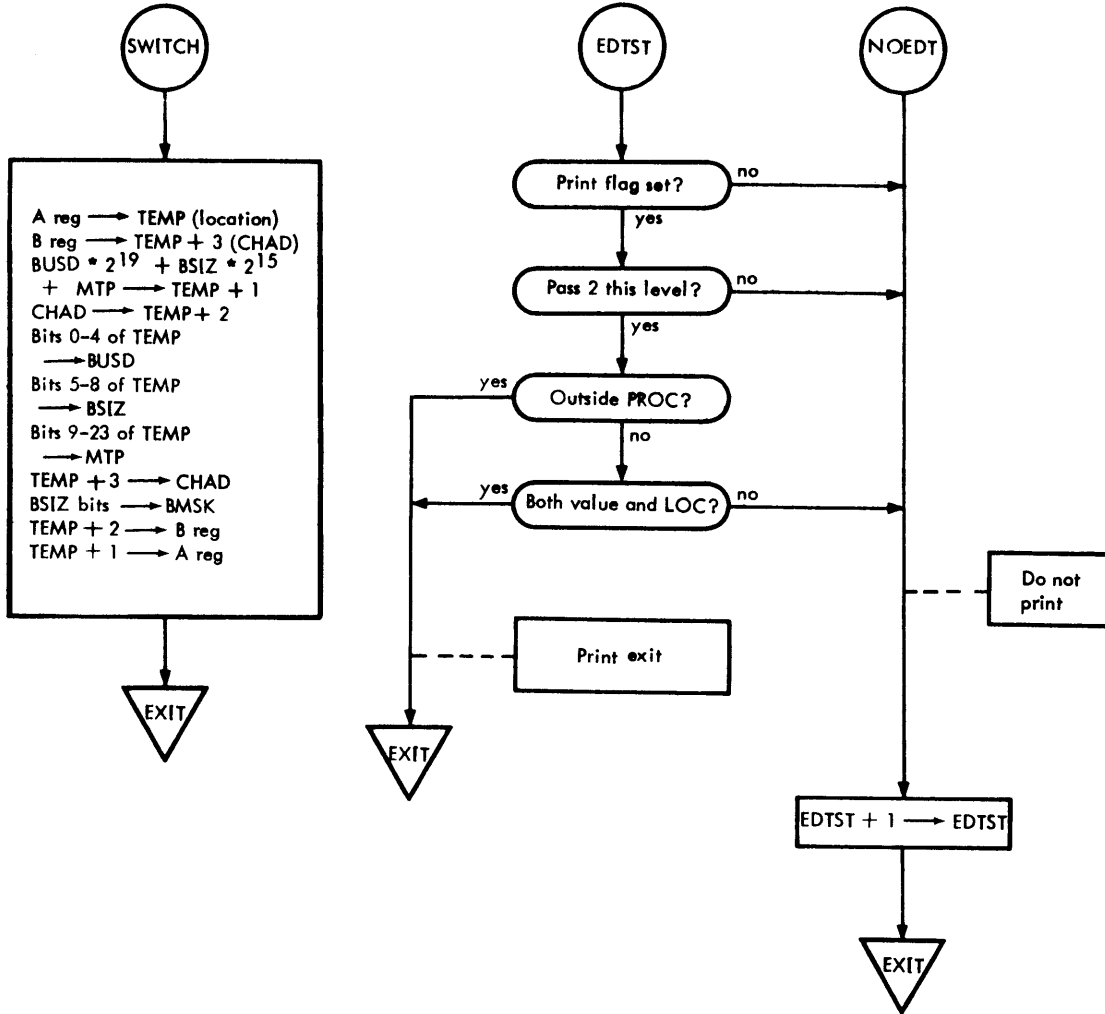 SWITCH
A reg → TEMP (location)
B reg → TEMP + 3 (CHAD)
BUSD * 2^19 + BSIZ * 2^15
+ MTP → TEMP + 1
CHAD → TEMP + 2
Bits 0-4 of TEMP
→ BUSD
Bits 5-8 of TEMP
→ BSIZ
Bits 9-23 of TEMP
→ MTP
TEMP + 3 → CHAD
BSIZ bits → BMSK
TEMP + 2 → B reg
TEMP + 1 → A reg
EXIT
EDTST
Print flag set?
no
yes
Pass 2 this level?
no
yes
Outside PROC?
yes
no
Both value and LOC?
yes
no
Print exit
EXIT
NOEDT
Do not
print
EDTST + 1 → EDTST
EXIT